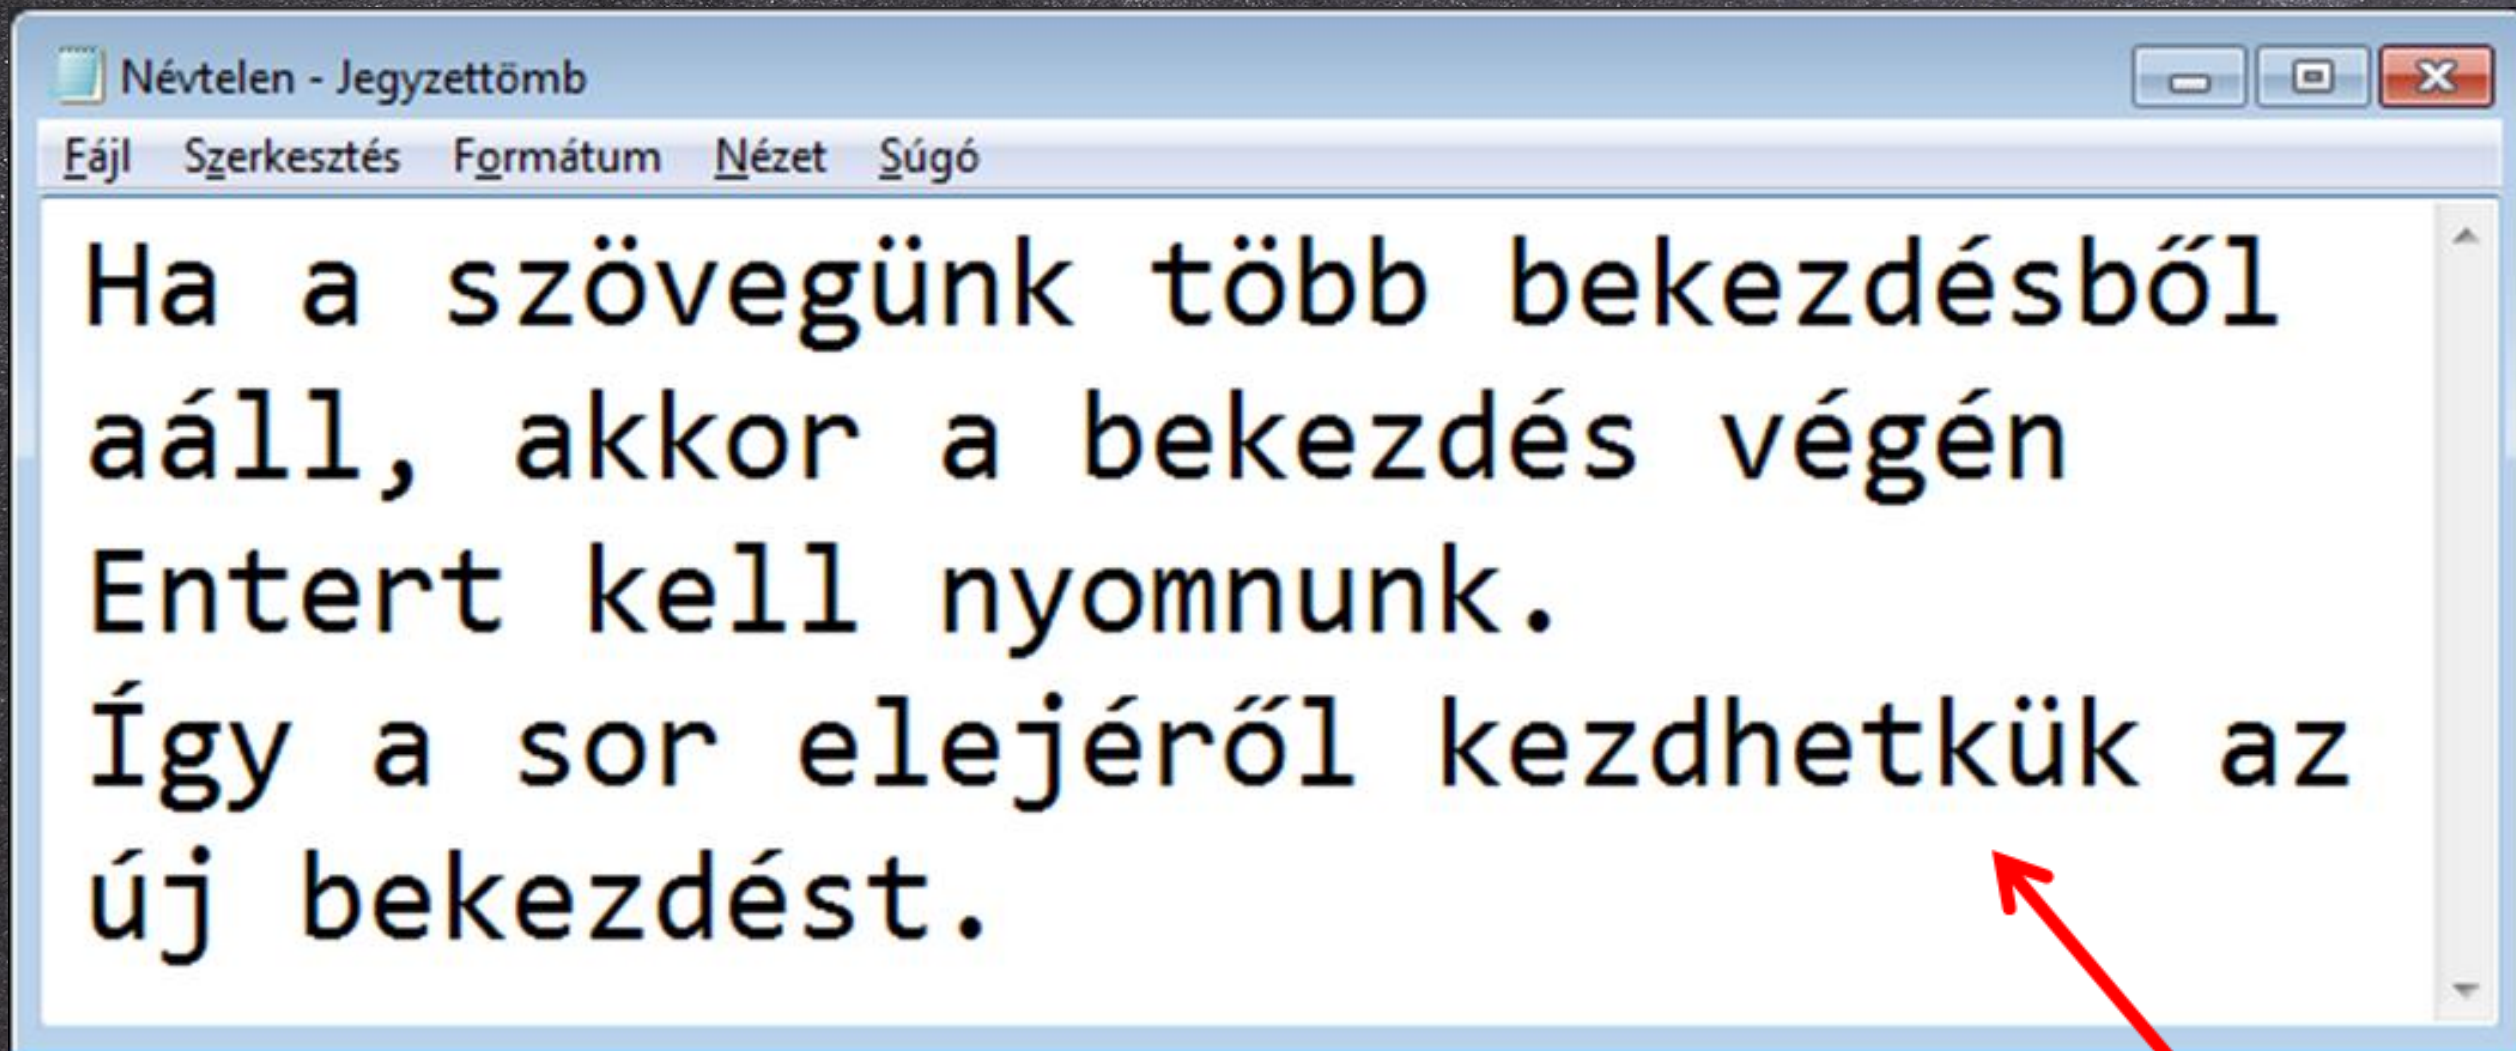 Névtelen - Jegyzettömb
Fájl Szerkesztés Formátum Nézet Súgó
Ha a szövegünk több bekezdésből
aáll, akkor a bekezdés végén
Entert kell nyomnunk.
Így a sor elejéről kezdhetkük az
új bekezdést.